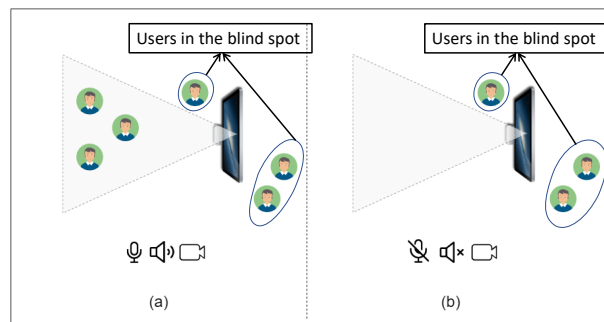 Users in the blind spot
Users in the blind spot
(a)
(b)